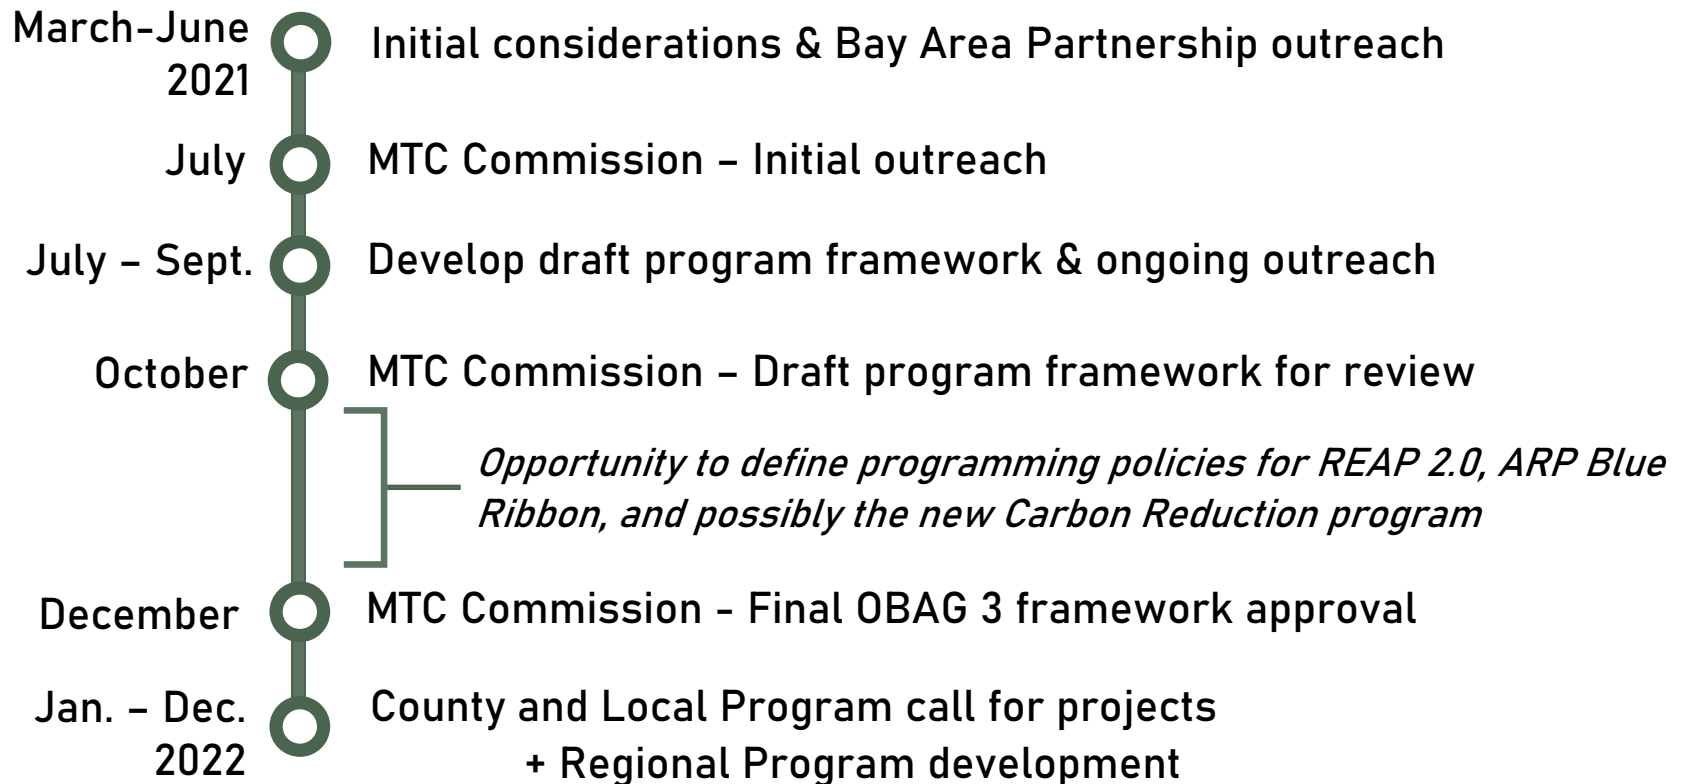 March-June
2021
Initial considerations & Bay Area Partnership outreach
July
MTC Commission – Initial outreach
July – Sept.
Develop draft program framework & ongoing outreach
October
MTC Commission – Draft program framework for review
Opportunity to define programming policies for REAP 2.0, ARP Blue
Ribbon, and possibly the new Carbon Reduction program
December
MTC Commission - Final OBAG 3 framework approval
Jan. – Dec.
2022
County and Local Program call for projects
+ Regional Program development